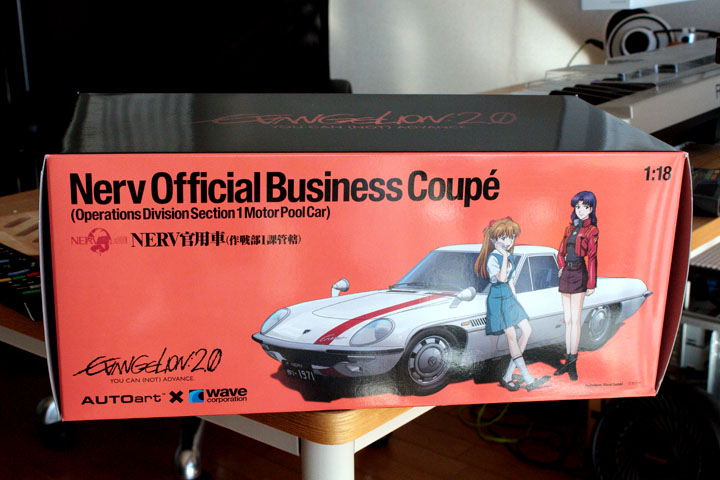 EVANGELION:2.0
YOU CAN (NOT) ADVANCE.
Nerv Official Business Coupé
1:18
(Operations Division Section 1 Motor Pool Car)
NERV
NERV官用車(作戦部1課管轄)
EVANGELION:2.0
YOU CAN (NOT) ADVANCE.
AUTOart X wave
corporation
1971